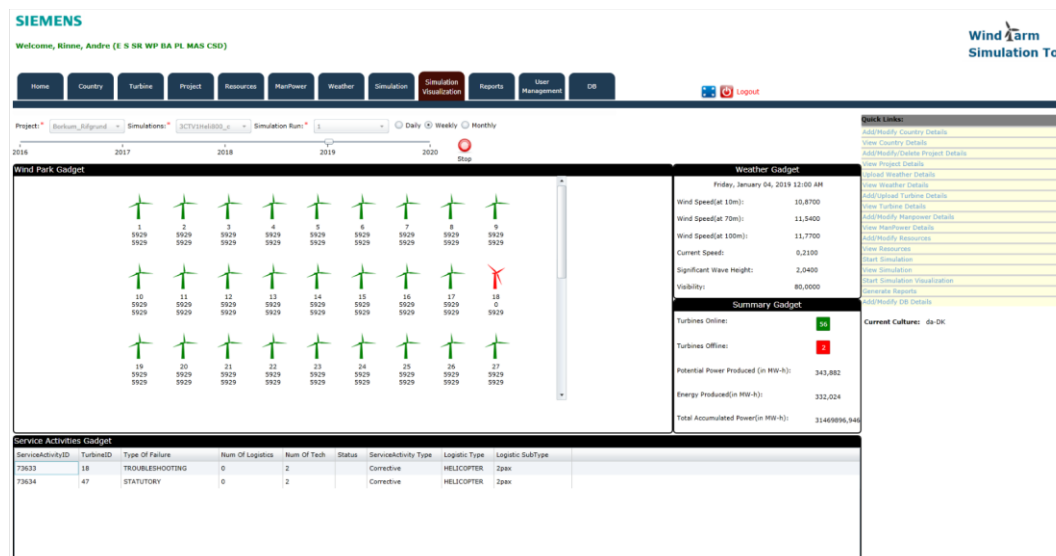 SIEMENS
Welcome, Rinne, Andre (E S SR WP BA PL MAS CSD)
Wind farm
Simulation To
Home Country Turbine Project Resources ManPower Weather Simulation Simulation Visualization Reports User Management DB
Logout
Project:* Borkum_Rifgrund Simulations:* 3CTV1Heli800_s Simulation Run:* 1 Daily Weekly Monthly
2016 2017 2018 2019 2020 Stop
Wind Park Gadget
1 2 3 4 5 6 7 8 9
5929 5929 5929 5929 5929 5929 5929 5929 5929
5929 5929 5929 5929 5929 5929 5929 5929 5929
10 11 12 13 14 15 16 17 18
5929 5929 5929 5929 5929 5929 5929 5929 0
5929 5929 5929 5929 5929 5929 5929 5929 5929
19 20 21 22 23 24 25 26 27
5929 5929 5929 5929 5929 5929 5929 5929 5929
5929 5929 5929 5929 5929 5929 5929 5929 5929
Weather Gadget
Friday, January 04, 2019 12:00 AM
Wind Speed(at 10m): 10,8700
Wind Speed(at 70m): 11,5400
Wind Speed(at 100m): 11,7700
Current Speed: 0,2100
Significant Wave Height: 2,0400
Visibility: 80,0000
Summary Gadget
Turbines Online: 56
Turbines Offline: 2
Potential Power Produced (in MW-h): 343,882
Energy Produced(in MW-h): 332,024
Total Accumulated Power(in MW-h): 31469896,946
Quick Links:
Add/Modify Country Details
View Country Details
Add/Modify/Delete Project Details
View Project Details
Upload Weather Details
View Weather Details
Add/Upload Turbine Details
View Turbine Details
Add/Modify Manpower Details
View ManPower Details
Add/Modify Resources
View Resources
Start Simulation
View Simulation
Start Simulation Visualization
Generate Reports
Add/Modify DB Details
Current Culture: da-DK
Service Activities Gadget
ServiceActivityID TurbineID Type Of Failure Num Of Logistics Num Of Tech Status ServiceActivity Type Logistic Type Logistic SubType
73633 18 TROUBLESHOOTING 0 2 Corrective HELICOPTER 2pax
73634 47 STATUTORY 0 2 Corrective HELICOPTER 2pax